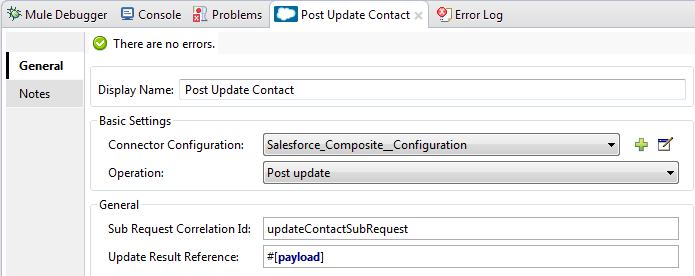 Mule Debugger Console Problems Post Update Contact Error Log
There are no errors.
General
Notes
Display Name: Post Update Contact
Basic Settings
Connector Configuration: Salesforce_Composite__Configuration
Operation: Post update
General
Sub Request Correlation Id: updateContactSubRequest
Update Result Reference: #[payload]